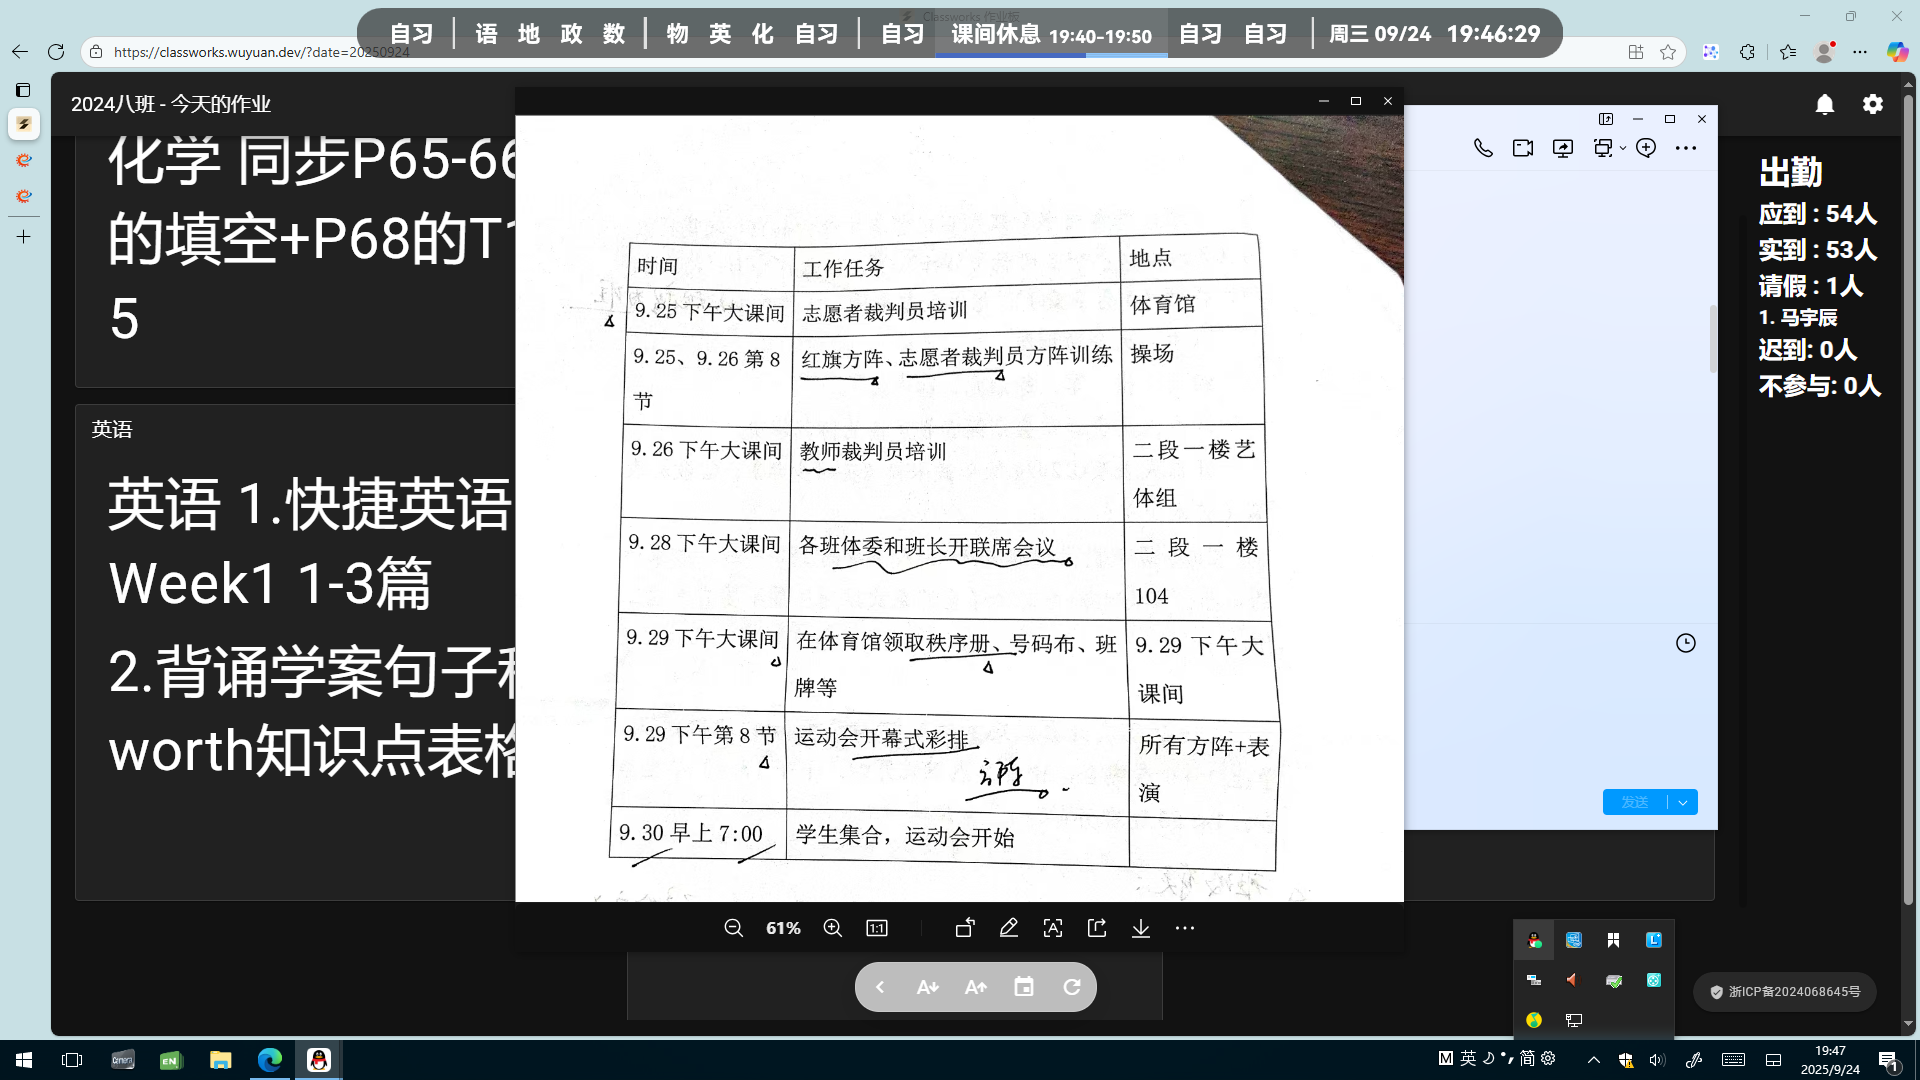 自习 | 语 地 政 数 | 物 英 化 自习 | 自习 课间休息 19:40-19:50 自习 自习 | 周三 09/24 19:46:29
https://classworks.wuyuan.dev/?date=20250924
2024八班 - 今天的作业
化学 同步P65-66
的填空+P68的T1
5
英语
英语 1.快捷英语
Week1 1-3篇
2.背诵学案句子和
worth知识点表格
时间 工作任务 地点
9.25 下午大课间 志愿者裁判员培训 体育馆
9.25、9.26 第 8 红旗方阵、志愿者裁判员方阵训练 操场
节
9.26 下午大课间 教师裁判员培训 二段一楼艺
体组
9.28 下午大课间 各班体委和班长开联席会议 二段一楼
104
9.29 下午大课间 在体育馆领取秩序册、号码布、班 9.29 下午大
牌等 课间
9.29 下午第 8 节 运动会开幕式彩排 所有方阵+表
演
9.30 早上 7:00 学生集合，运动会开始
61%
1:1
发送
出勤
应到 : 54人
实到 : 53人
请假 : 1人
1. 马宇辰
迟到: 0人
不参与: 0人
浙ICP备2024068645号
Camera
EN
M 英 简
19:47
2025/9/24
1